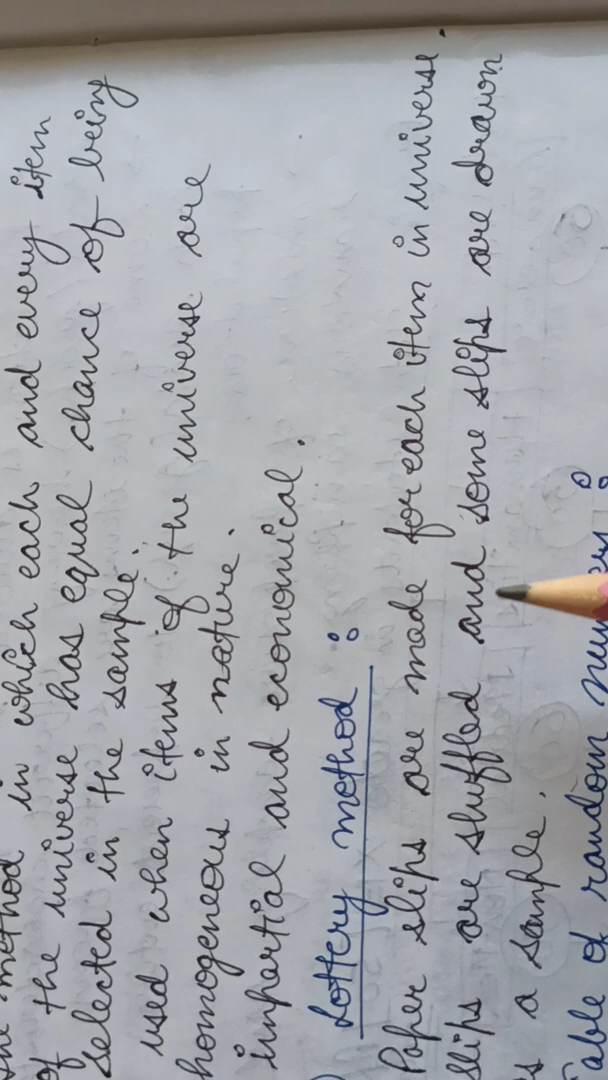 method in which each and every item
of the universe has equal chance of being
selected in the sample.
used when items of the universe are
homogeneous in nature.
impartial and economical.
Lottery method :
Paper slips are made for each item in universe.
slips are shuffled and some slips are drawn
a sample.
Table of random :